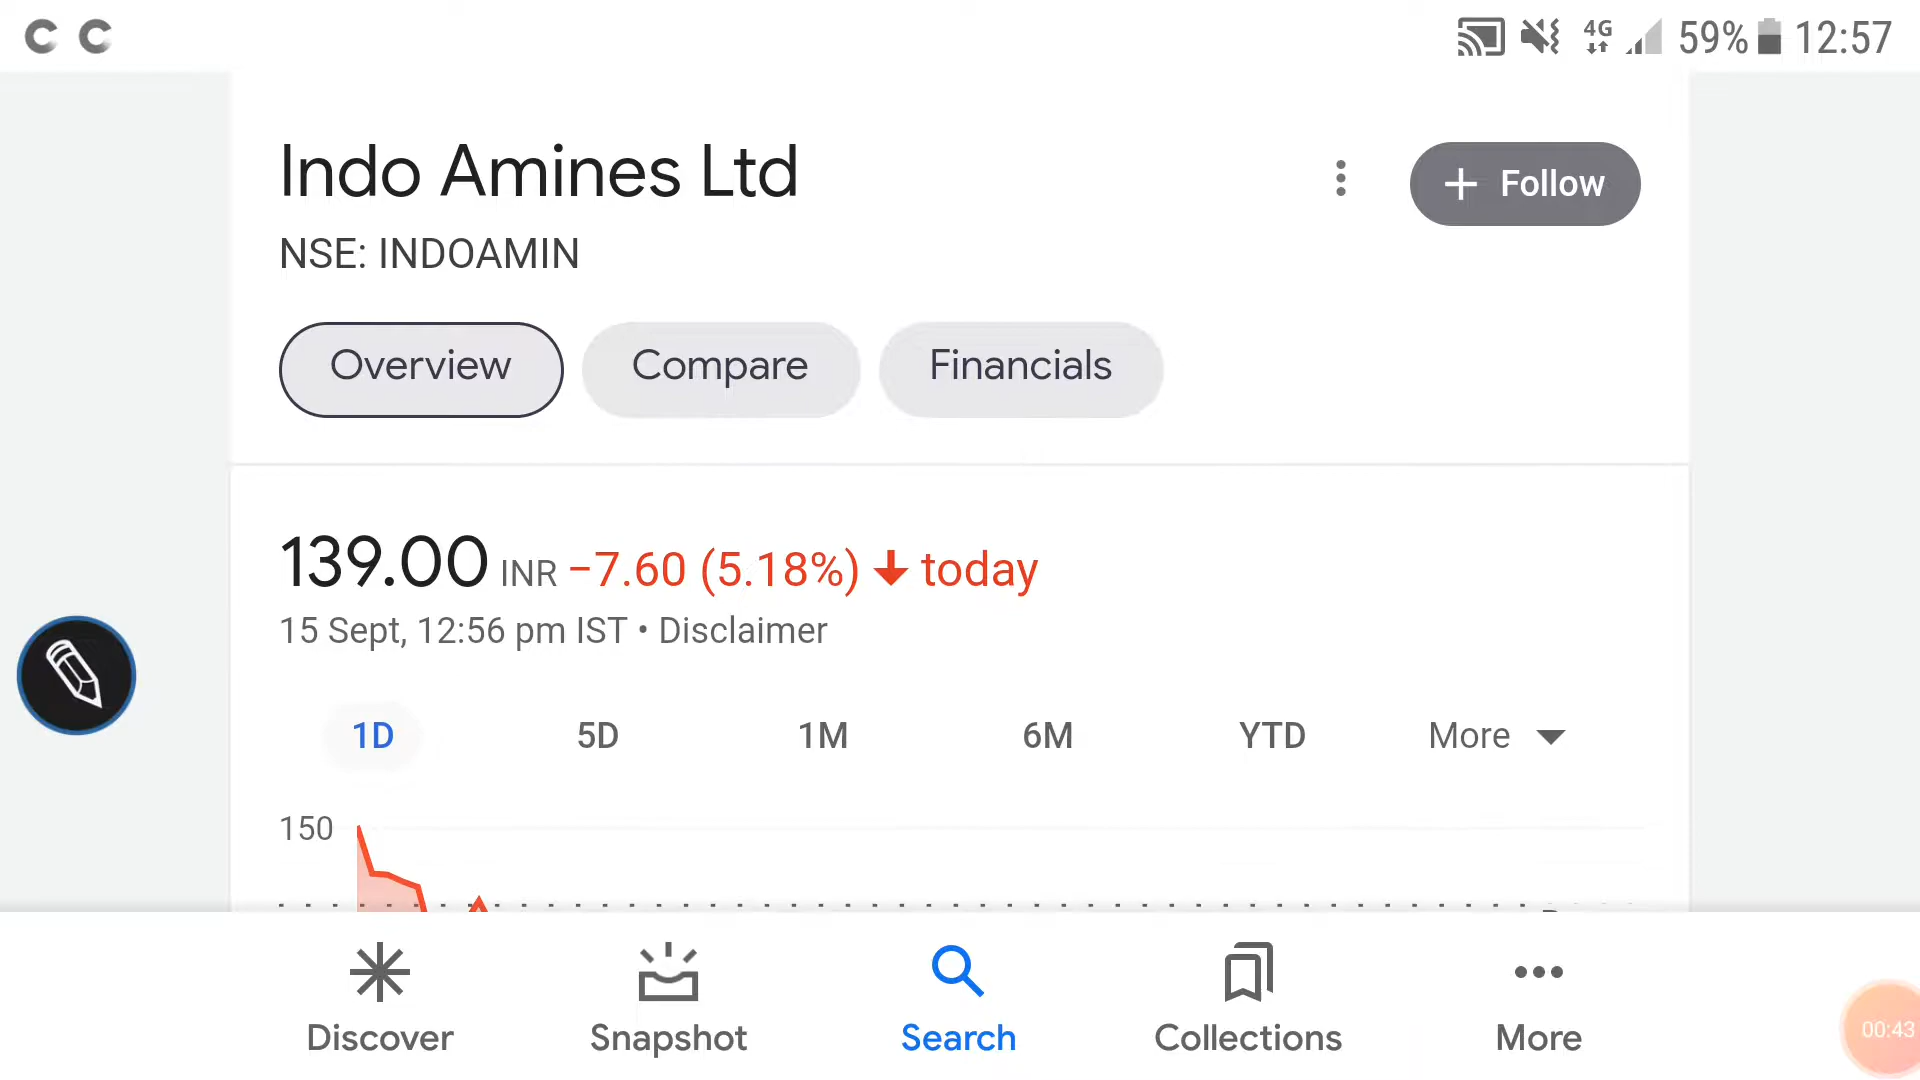 4G 59% 12:57
Indo Amines Ltd
+ Follow
NSE: INDOAMIN
Overview Compare Financials
139.00 INR −7.60 (5.18%) ↓ today
15 Sept, 12:56 pm IST • Disclaimer
1D 5D 1M 6M YTD More
150
Discover Snapshot Search Collections More
00:43